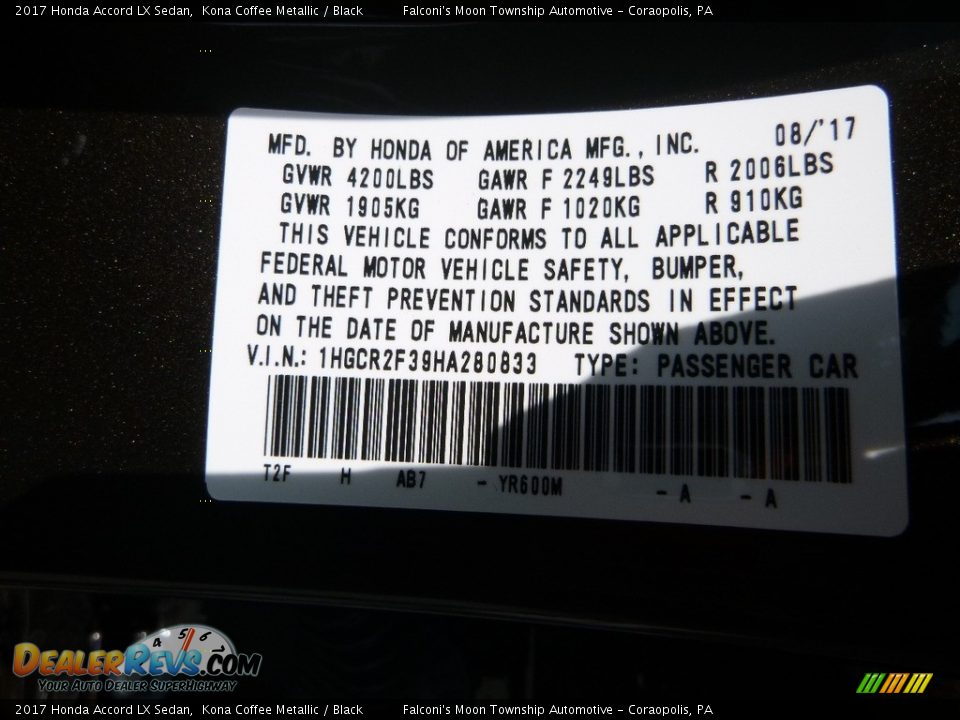 2017 Honda Accord LX Sedan, Kona Coffee Metallic / Black Falconi's Moon Township Automotive - Coraopolis, PA
MFD. BY HONDA OF AMERICA MFG., INC. 08/'17
GVWR 4200LBS GAWR F 2249LBS R 2006LBS
GVWR 1905KG GAWR F 1020KG R 910KG
THIS VEHICLE CONFORMS TO ALL APPLICABLE
FEDERAL MOTOR VEHICLE SAFETY, BUMPER,
AND THEFT PREVENTION STANDARDS IN EFFECT
ON THE DATE OF MANUFACTURE SHOWN ABOVE.
V.I.N.: 1HGCR2F39HA280833 TYPE: PASSENGER CAR
T2F H AB7 - YR600M - A - A
4 5 6
DEALERREVS.COM
YOUR AUTO DEALER SUPERHIGHWAY
2017 Honda Accord LX Sedan, Kona Coffee Metallic / Black Falconi's Moon Township Automotive - Coraopolis, PA